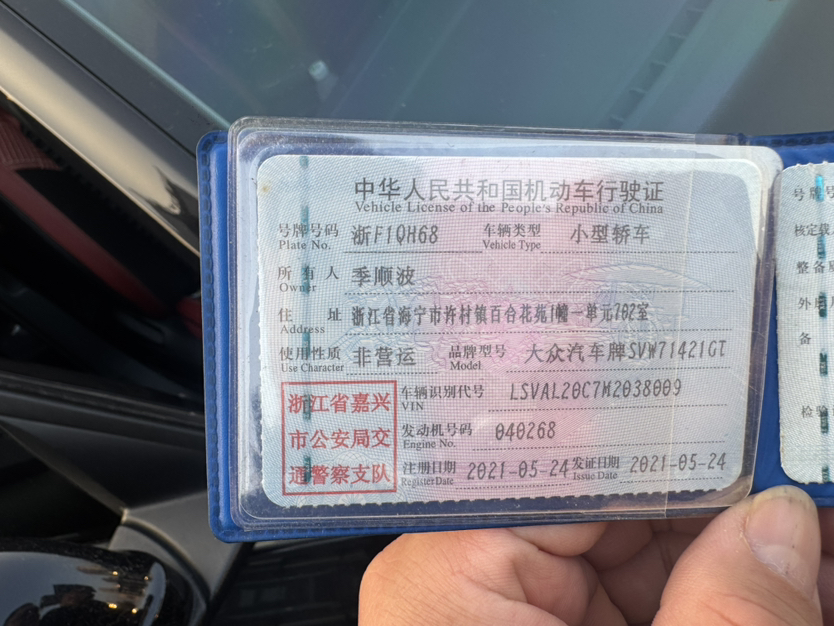 中华人民共和国机动车行驶证
Vehicle License of the People's Republic of China
号牌号码 浙F1QH68 车辆类型 小型轿车
Plate No. Vehicle Type
所有人 季顺波
Owner
住址 浙江省海宁市许村镇百合花苑1幢一单元702室
Address
使用性质 非营运 品牌型号 大众汽车牌SVW71421GT
Use Character Model
浙江省嘉兴
市公安局交
通警察支队
车辆识别代号 LSVAL20C7M2038009
VIN
发动机号码 040268
Engine No.
注册日期 2021-05-24 发证日期 2021-05-24
Register Date Issue Date
号牌号
核定载
整备
外
备
检验